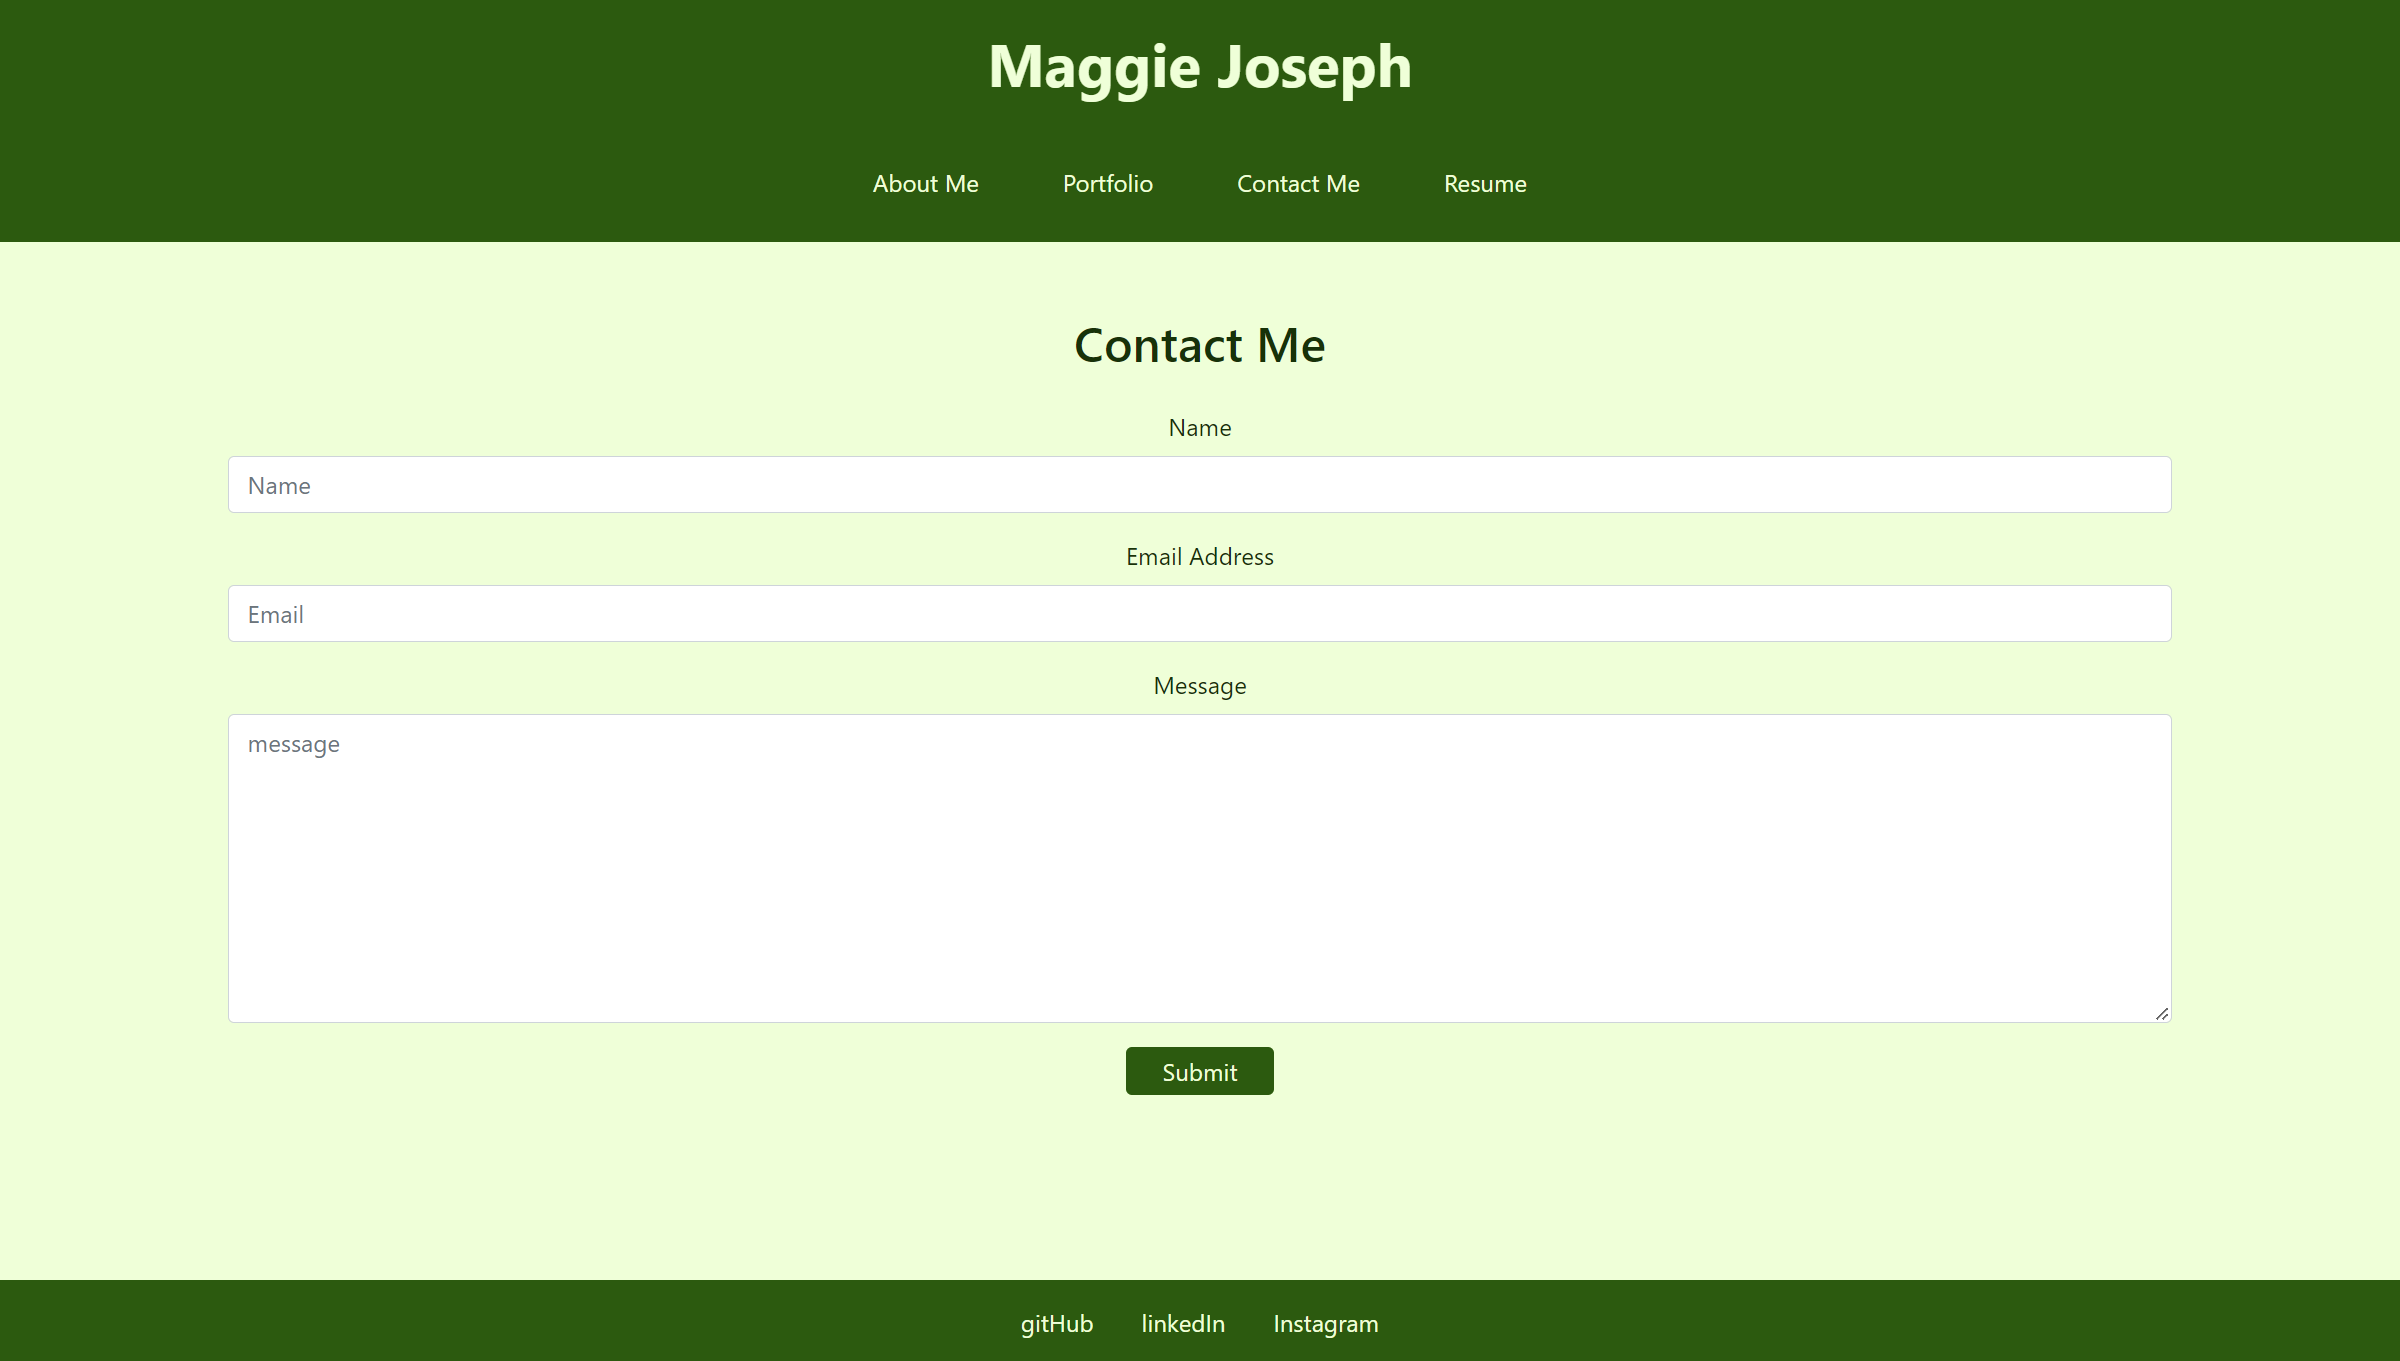 Maggie Joseph
About Me Portfolio Contact Me Resume
Contact Me
Name
Name
Email Address
Email
Message
message
Submit
gitHub linkedIn Instagram